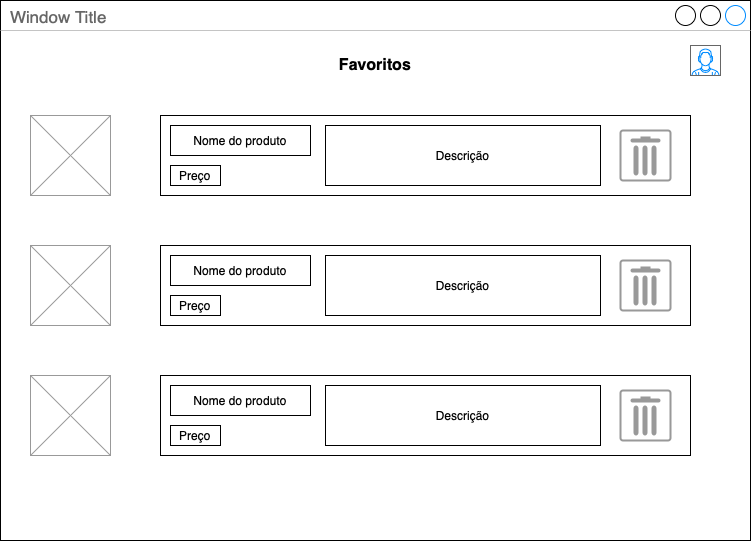 Window Title
Favoritos
Nome do produto
Descrição
Preço
Nome do produto
Descrição
Preço
Nome do produto
Descrição
Preço